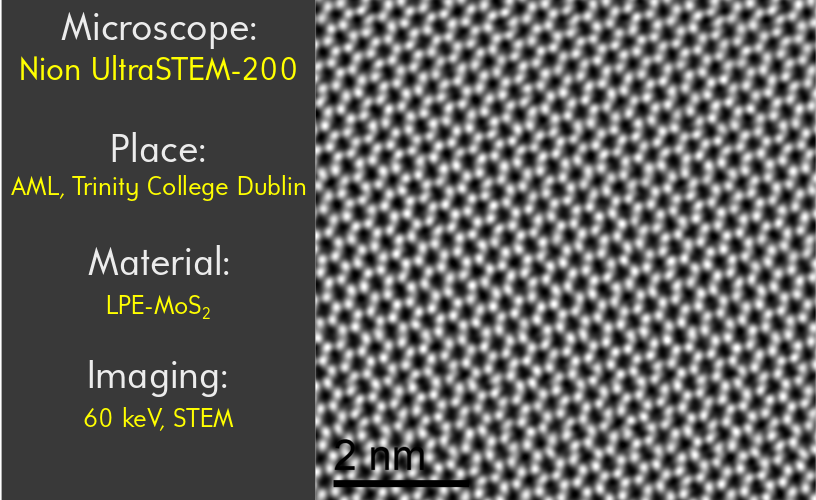 Microscope:
Nion UltraSTEM-200
Place:
AML, Trinity College Dublin
Material:
LPE-MoS₂
Imaging:
60 keV, STEM
2 nm